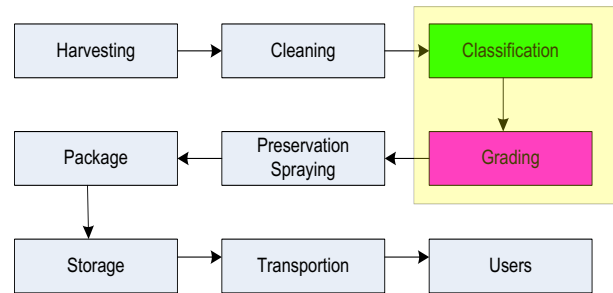 Harvesting
Cleaning
Classification
Package
Preservation
Spraying
Grading
Storage
Transportion
Users